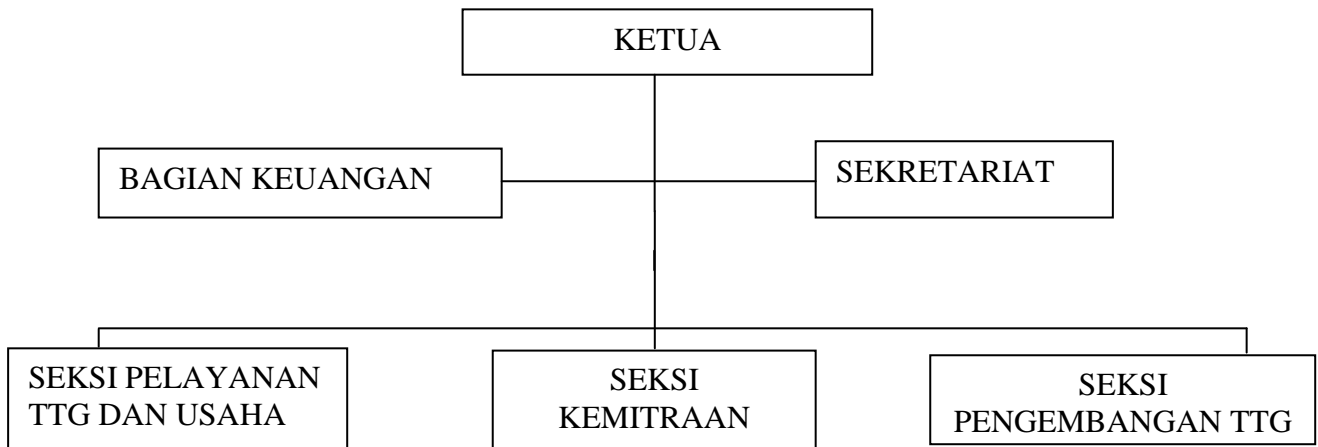 KETUA
BAGIAN KEUANGAN
SEKRETARIAT
SEKSI PELAYANAN
TTG DAN USAHA
SEKSI
KEMITRAAN
SEKSI
PENGEMBANGAN TTG